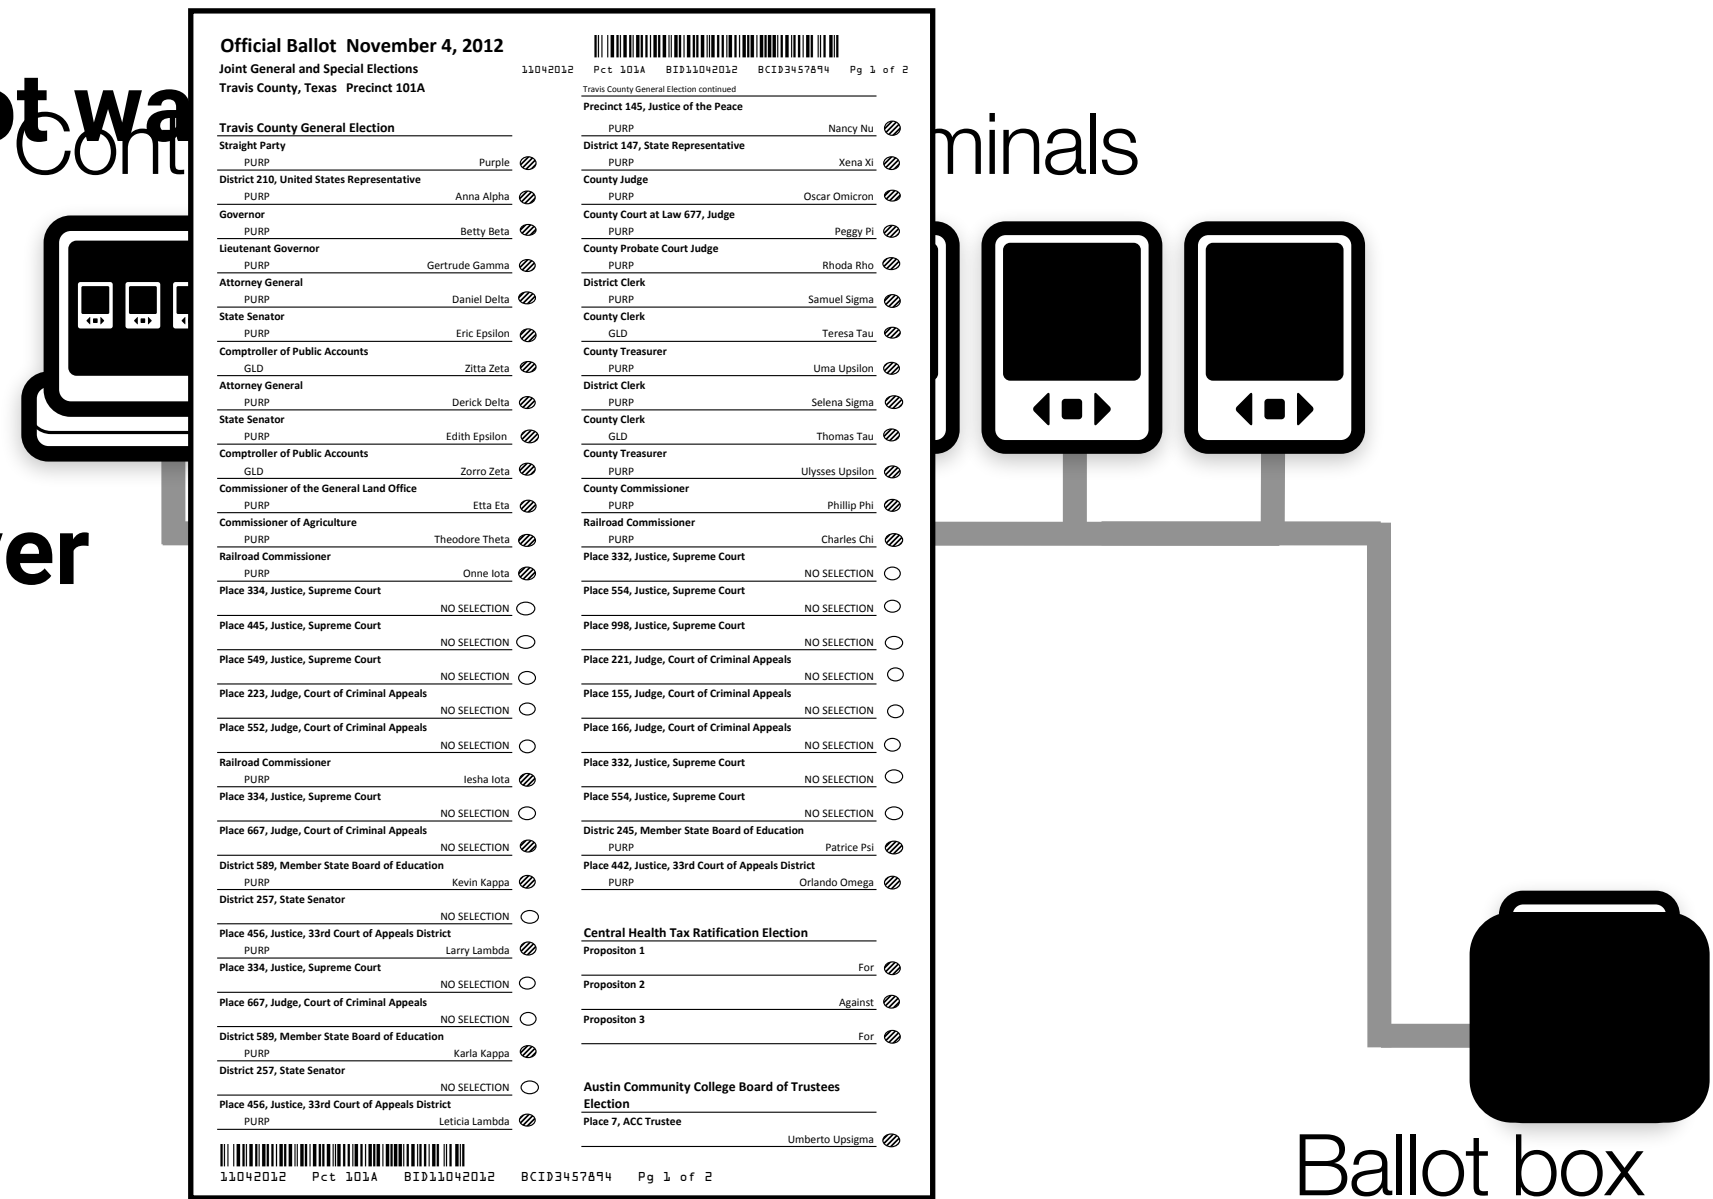 Official Ballot November 4, 2012
Joint General and Special Elections
Travis County, Texas Precinct 101A
Travis County General Election
Straight Party
PURP Purple
District 210, United States Representative
PURP Anna Alpha
Governor
PURP Betty Beta
Lieutenant Governor
PURP Gertrude Gamma
Attorney General
PURP Daniel Delta
State Senator
PURP Eric Epsilon
Comptroller of Public Accounts
GLD Zitta Zeta
Attorney General
PURP Derick Delta
State Senator
PURP Edith Epsilon
Comptroller of Public Accounts
GLD Zorro Zeta
Commissioner of the General Land Office
PURP Etta Eta
Commissioner of Agriculture
PURP Theodore Theta
Railroad Commissioner
PURP Onne Iota
Place 334, Justice, Supreme Court
NO SELECTION
Place 445, Justice, Supreme Court
NO SELECTION
Place 549, Justice, Supreme Court
NO SELECTION
Place 223, Judge, Court of Criminal Appeals
NO SELECTION
Place 552, Judge, Court of Criminal Appeals
NO SELECTION
Railroad Commissioner
PURP Iesha Iota
Place 334, Justice, Supreme Court
NO SELECTION
Place 667, Judge, Court of Criminal Appeals
NO SELECTION
District 589, Member State Board of Education
PURP Kevin Kappa
District 257, State Senator
NO SELECTION
Place 456, Justice, 33rd Court of Appeals District
PURP Larry Lambda
Place 334, Justice, Supreme Court
NO SELECTION
Place 667, Judge, Court of Criminal Appeals
NO SELECTION
District 589, Member State Board of Education
PURP Karla Kappa
District 257, State Senator
NO SELECTION
Place 456, Justice, 33rd Court of Appeals District
PURP Leticia Lambda
11042012 Pct 101A BID11042012 BCID3457894 Pg 1 of 2
11042012 Pct 101A BID11042012 BCID3457894 Pg 1 of 2
Travis County General Election continued
Precinct 145, Justice of the Peace
PURP Nancy Nu
District 147, State Representative
PURP Xena Xi
County Judge
PURP Oscar Omicron
County Court at Law 677, Judge
PURP Peggy Pi
County Probate Court Judge
PURP Rhoda Rho
District Clerk
PURP Samuel Sigma
County Clerk
GLD Teresa Tau
County Treasurer
PURP Uma Upsilon
District Clerk
PURP Selena Sigma
County Clerk
GLD Thomas Tau
County Treasurer
PURP Ulysses Upsilon
County Commissioner
PURP Phillip Phi
Railroad Commissioner
PURP Charles Chi
Place 332, Justice, Supreme Court
NO SELECTION
Place 554, Justice, Supreme Court
NO SELECTION
Place 998, Justice, Supreme Court
NO SELECTION
Place 221, Judge, Court of Criminal Appeals
NO SELECTION
Place 155, Judge, Court of Criminal Appeals
NO SELECTION
Place 166, Judge, Court of Criminal Appeals
NO SELECTION
Place 332, Justice, Supreme Court
NO SELECTION
Place 554, Justice, Supreme Court
NO SELECTION
Distric 245, Member State Board of Education
PURP Patrice Psi
Place 442, Justice, 33rd Court of Appeals District
PURP Orlando Omega
Central Health Tax Ratification Election
Propositon 1
For
Propositon 2
Against
Propositon 3
For
Austin Community College Board of Trustees
Election
Place 7, ACC Trustee
Umberto Upsigma
Ballot box